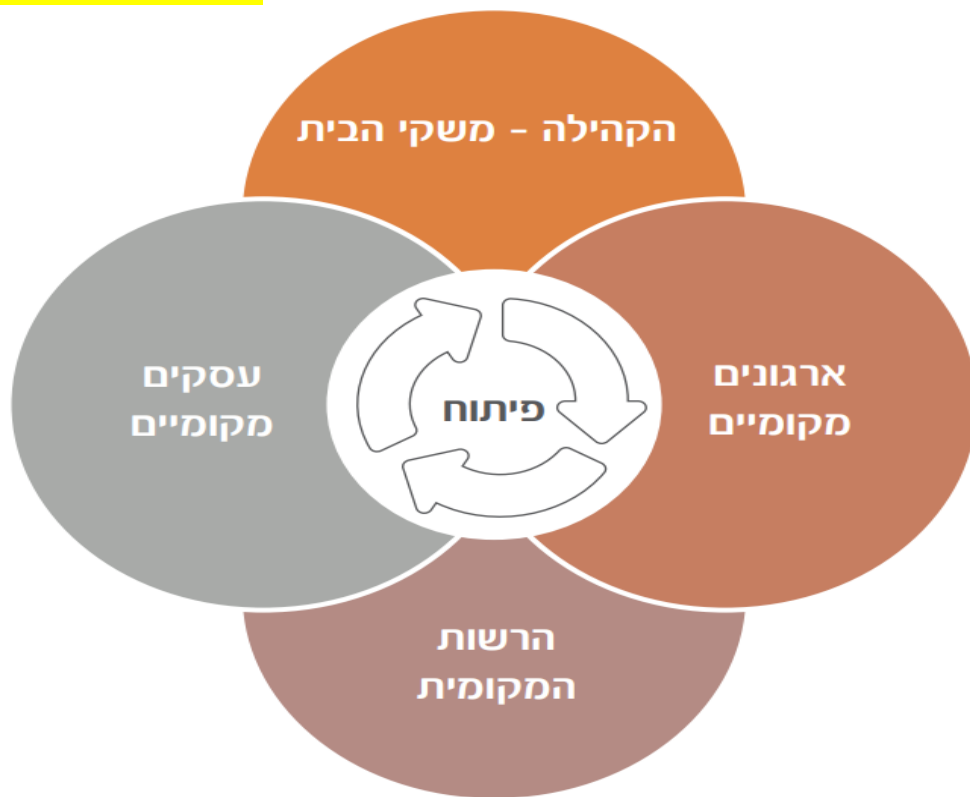 הקהילה – משקי הבית
ארגונים
מקומיים
פיתוח
עסקים
מקומיים
הרשות
המקומית